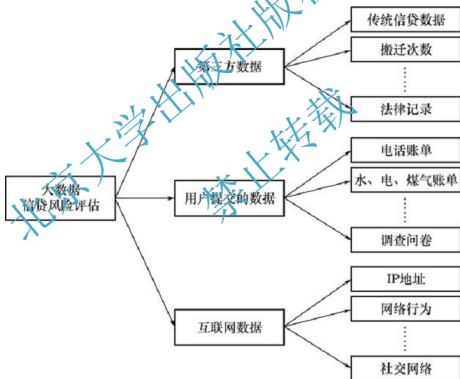 传统信贷数据
搬迁次数
第三方数据
法律记录
电话账单
大数据
信贷风险评估
用户提交的数据
水、电、煤气账单
调查问卷
IP地址
互联网数据
网络行为
社交网络
北京大学出版社版权
禁止转载